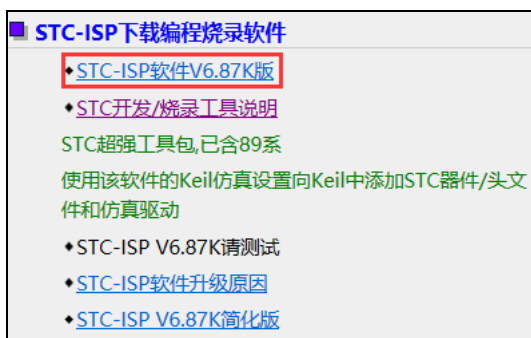 STC-ISP下载编程烧录软件
STC-ISP软件V6.87K版
STC开发/烧录工具说明
STC超强工具包,已含89系
使用该软件的Keil仿真设置向Keil中添加STC器件/头文
件和仿真驱动
STC-ISP V6.87K请测试
STC-ISP软件升级原因
STC-ISP V6.87K简化版